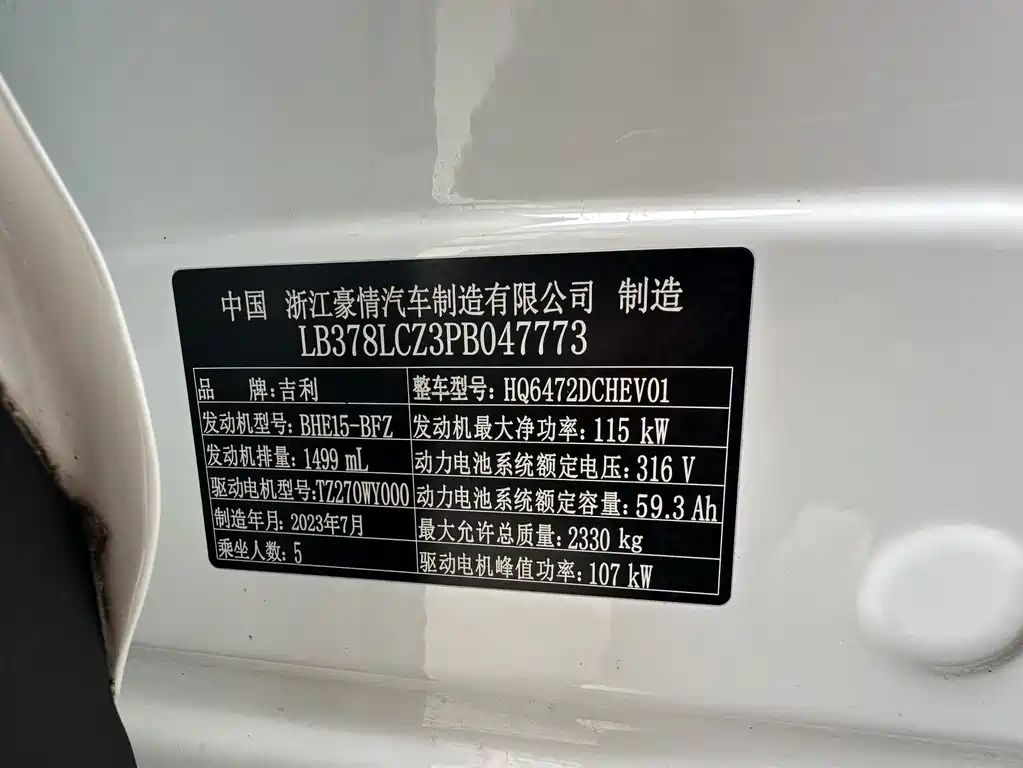 中国 浙江豪情汽车制造有限公司 制造
LB378LCZ3PB047773
品 牌:吉利 整车型号: HQ6472DCHEV01
发动机型号: BHE15-BFZ 发动机最大净功率: 115 kW
发动机排量: 1499 mL 动力电池系统额定电压: 316 V
驱动电机型号:TZ270WY000 动力电池系统额定容量: 59.3 Ah
制造年月: 2023年7月 最大允许总质量: 2330 kg
乘坐人数: 5 驱动电机峰值功率: 107 kW